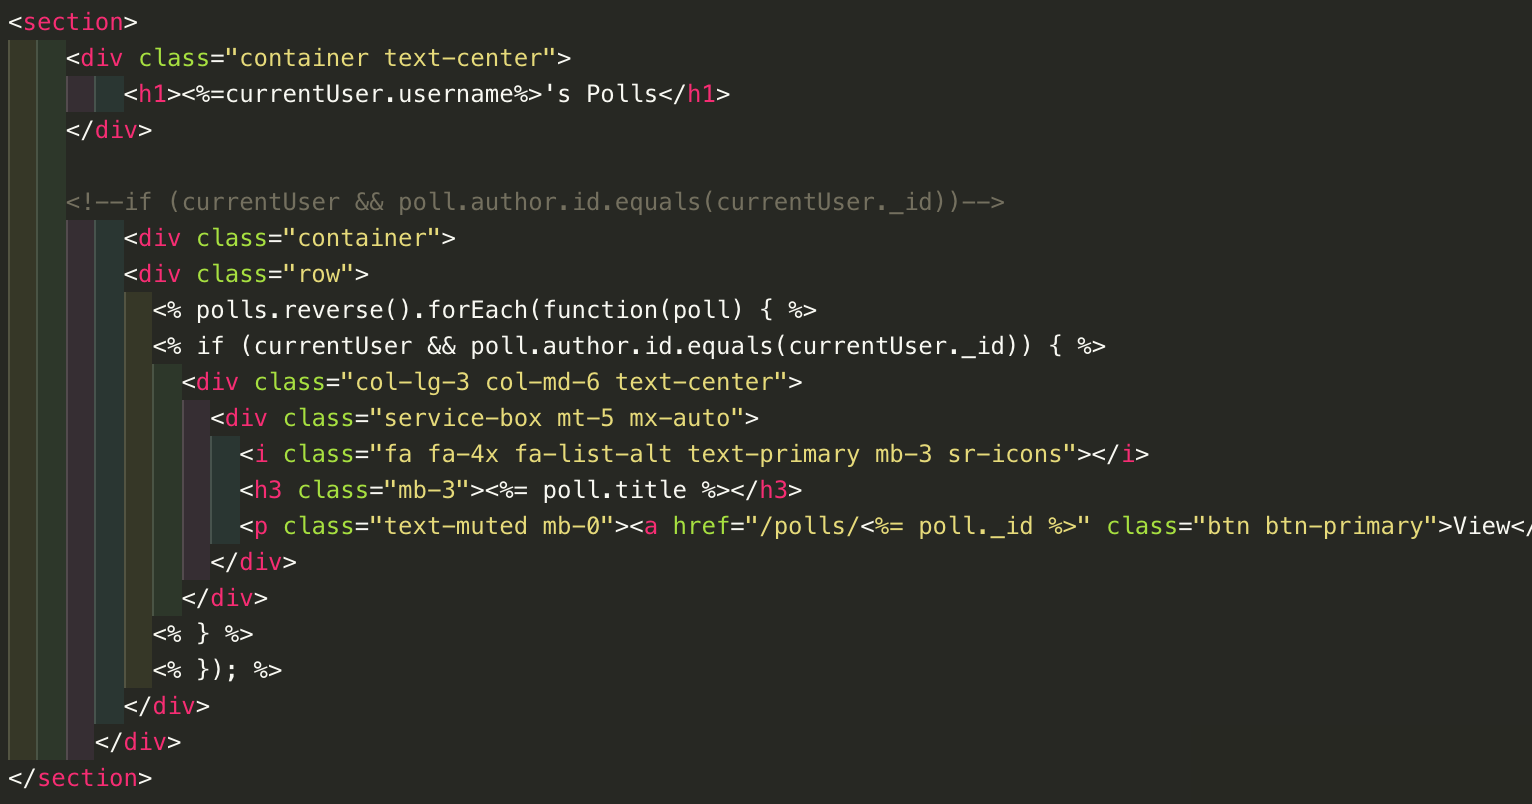 <section>
    <div class="container text-center">
        <h1><%=currentUser.username%>'s Polls</h1>
    </div>

    <!--if (currentUser && poll.author.id.equals(currentUser._id))-->
        <div class="container">
        <div class="row">
          <% polls.reverse().forEach(function(poll) { %>
          <% if (currentUser && poll.author.id.equals(currentUser._id)) { %>
            <div class="col-lg-3 col-md-6 text-center">
              <div class="service-box mt-5 mx-auto">
                <i class="fa fa-4x fa-list-alt text-primary mb-3 sr-icons"></i>
                <h3 class="mb-3"><%= poll.title %></h3>
                <p class="text-muted mb-0"><a href="/polls/<%= poll._id %>" class="btn btn-primary">View</
              </div>
            </div>
          <% } %>
          <% }); %>
        </div>
      </div>
</section>